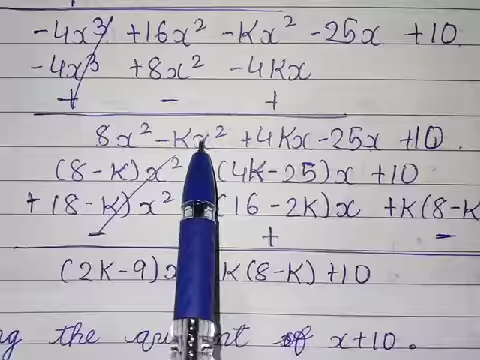 -4x³ +16x² -Kx² -25x +10
-4x³ +8x² -4Kx
+ - +
8x² -Kx² +4Kx -25x +10
(8-K)x² (4K-25)x +10
+(8-K)x² (16-2K)x +K(8-K
- + -
(2K-9)x K(8-K)+10
the of x+10.